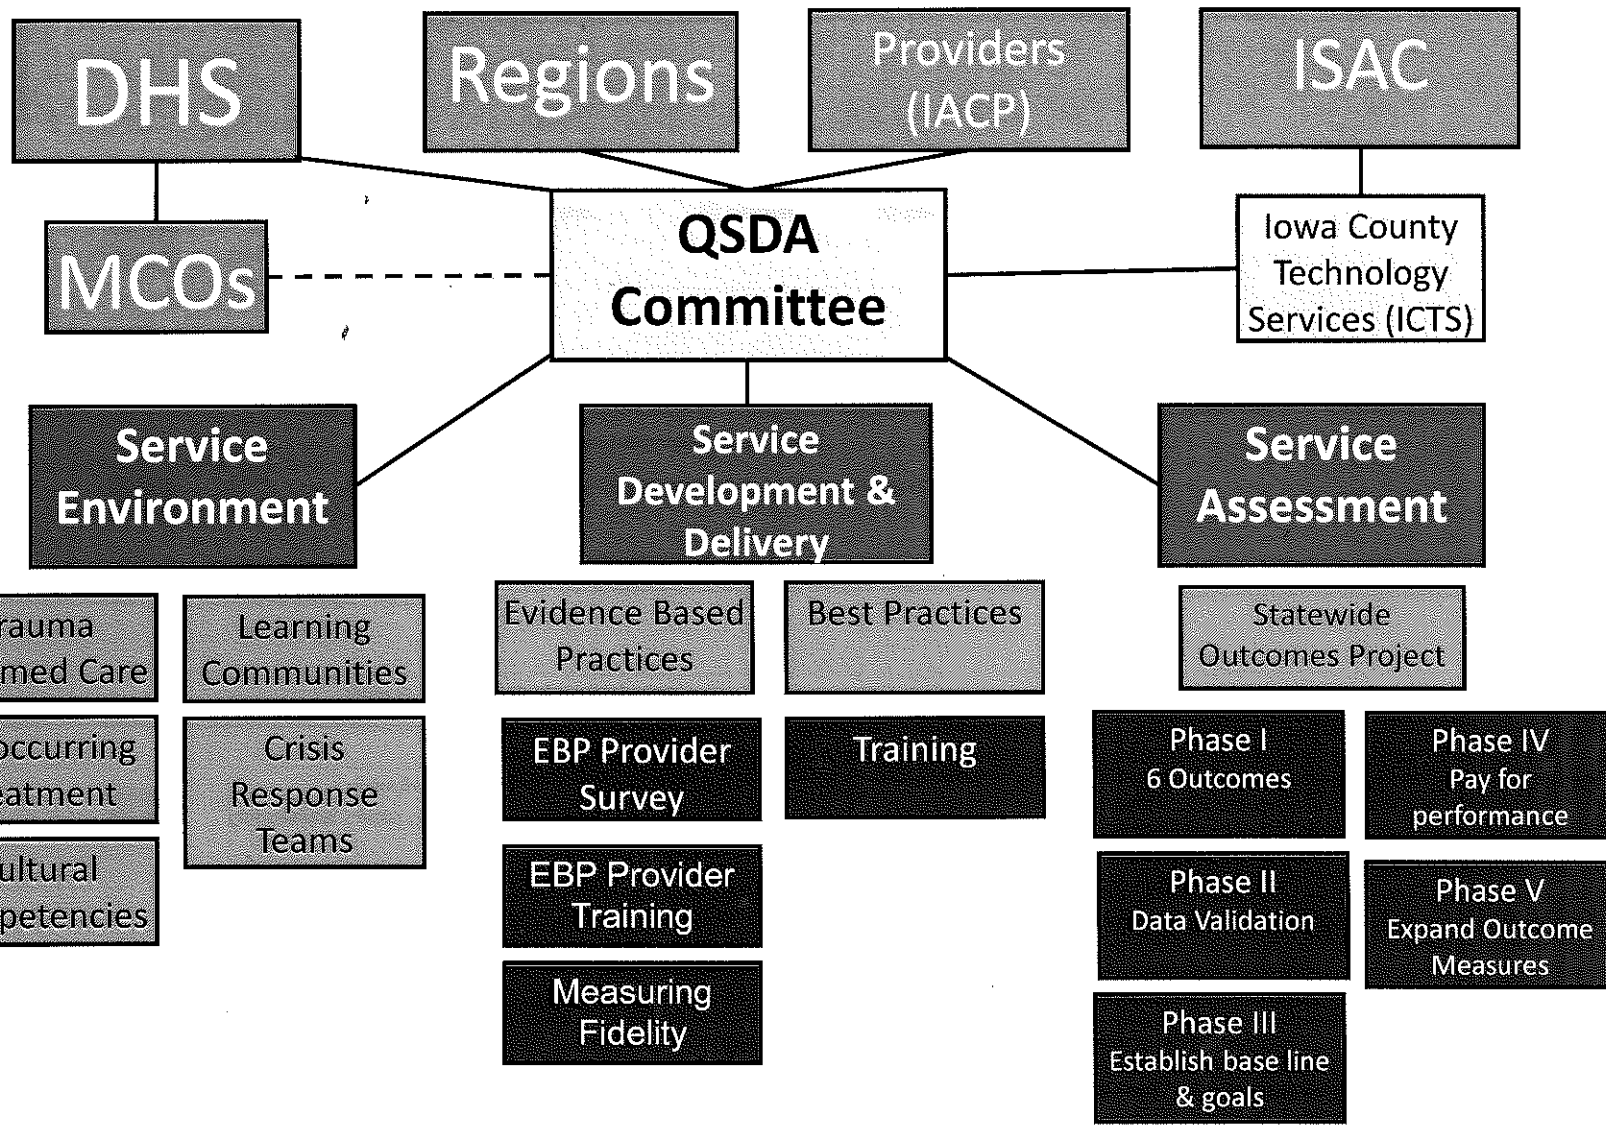 DHS
Regions
Providers
(IACP)
ISAC
MCOs
QSDA
Committee
Iowa County
Technology
Services (ICTS)
Service
Environment
Service
Development &
Delivery
Service
Assessment
Care
Learning
Communities
Crisis
Response
Teams
Evidence Based
Practices
Best Practices
EBP Provider
Survey
Training
EBP Provider
Training
Measuring
Fidelity
Statewide
Outcomes Project
Phase I
6 Outcomes
Phase II
Data Validation
Phase III
Establish base line
& goals
Phase IV
Pay for
performance
Phase V
Expand Outcome
Measures